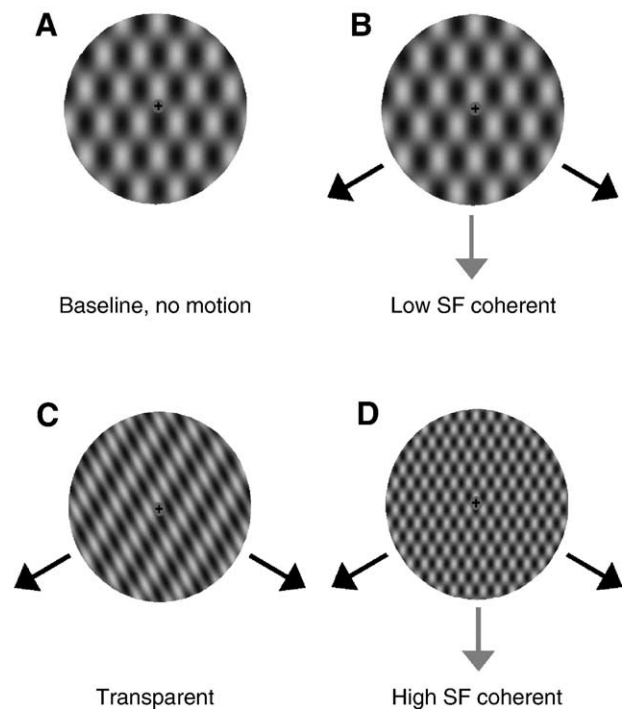 A
B
Baseline, no motion
Low SF coherent
C
D
Transparent
High SF coherent